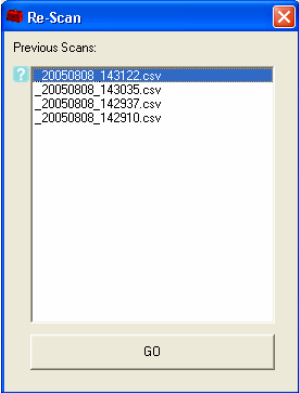 Re-Scan
Previous Scans:
?
_20050808_143122.csv
_20050808_143035.csv
_20050808_142937.csv
_20050808_142910.csv
GO